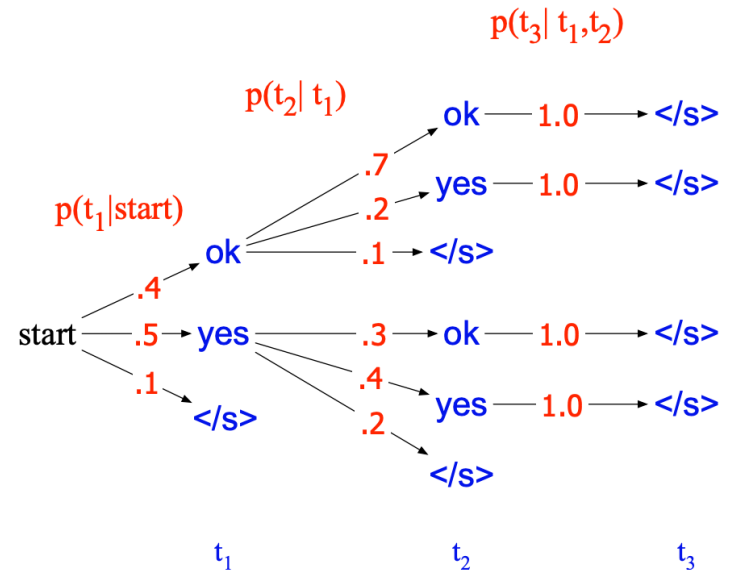 p(t₃| t₁,t₂)
p(t₂| t₁)
ok 1.0 </s>
.7
yes 1.0 </s>
p(t₁|start)
.2
ok .1 </s>
.4
start .5 yes .3 ok 1.0 </s>
.1 .4
yes 1.0 </s>
</s> .2
</s>
t₁ t₂ t₃